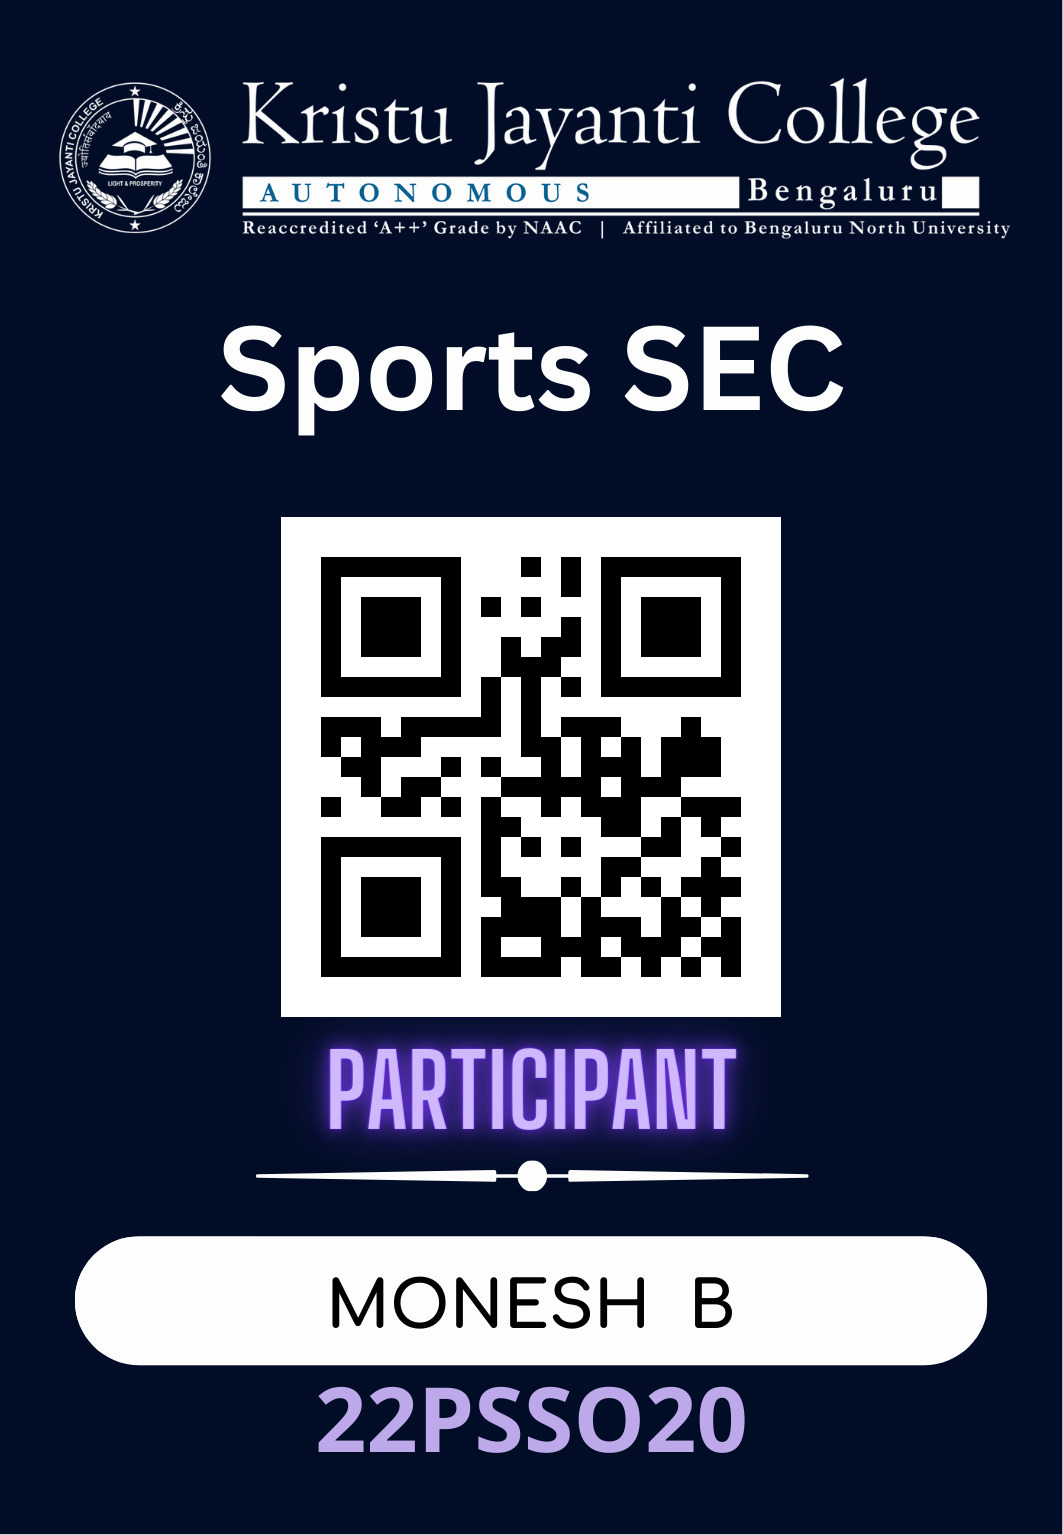 Kristu Jayanti College
AUTONOMOUS Bengaluru
Reaccredited ‘A++’ Grade by NAAC | Affiliated to Bengaluru North University
KRISTU JAYANTI COLLEGE
LIGHT & PROSPERITY
Sports SEC
PARTICIPANT
MONESH B
22PSSO20